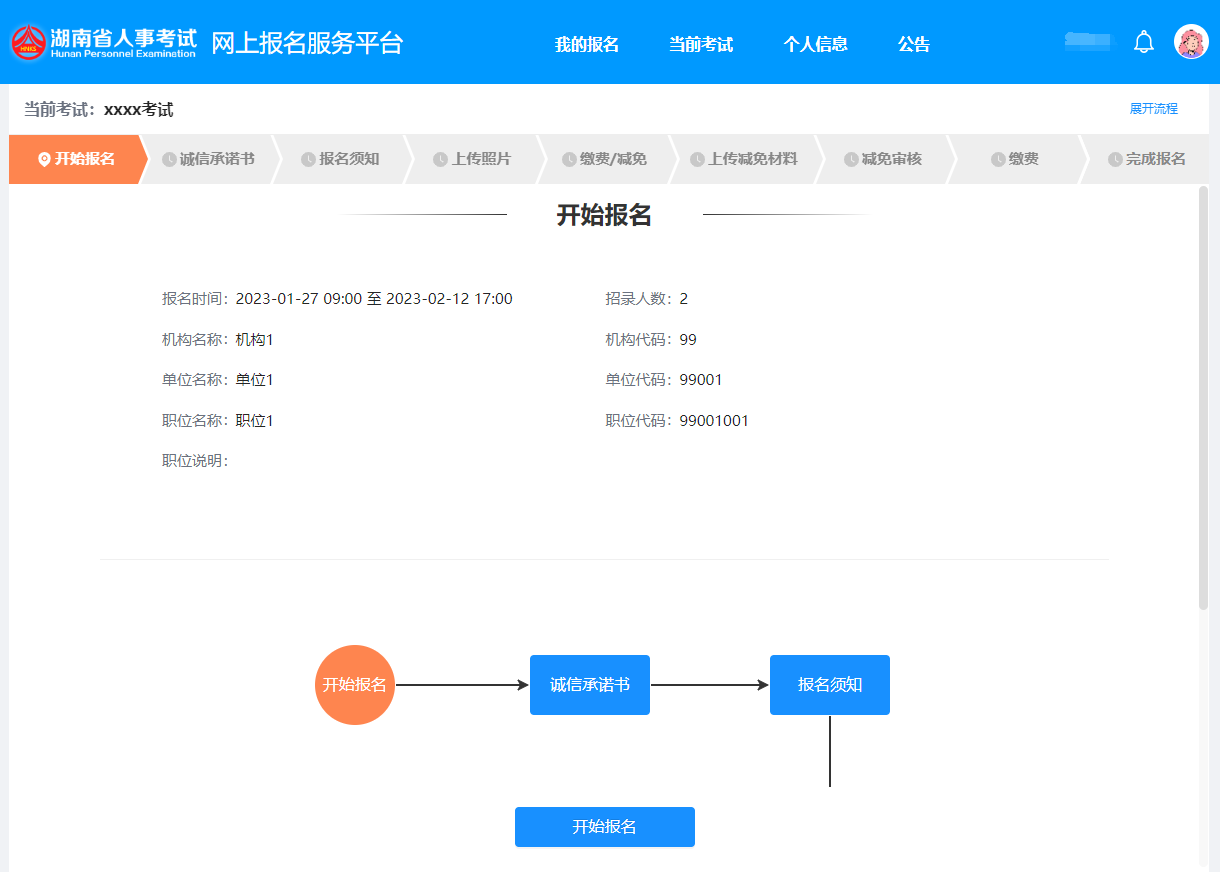 湖南省人事考试
Hunan Personnel Examination
HNKS
网上报名服务平台
我的报名 当前考试 个人信息 公告
当前考试：xxxx考试
展开流程
开始报名 诚信承诺书 报名须知 上传照片 缴费/减免 上传减免材料 减免审核 缴费 完成报名
开始报名
报名时间：2023-01-27 09:00 至 2023-02-12 17:00 招录人数：2
机构名称：机构1 机构代码：99
单位名称：单位1 单位代码：99001
职位名称：职位1 职位代码：99001001
职位说明：
开始报名 诚信承诺书 报名须知
开始报名